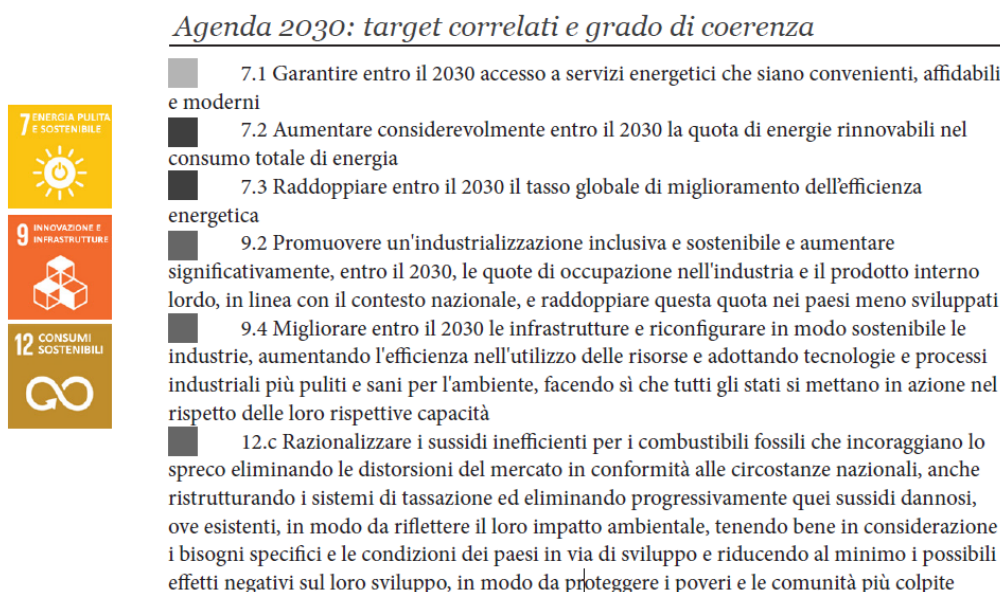 Agenda 2030: target correlati e grado di coerenza
7.1 Garantire entro il 2030 accesso a servizi energetici che siano convenienti, affidabili
e moderni
7.2 Aumentare considerevolmente entro il 2030 la quota di energie rinnovabili nel
consumo totale di energia
7.3 Raddoppiare entro il 2030 il tasso globale di miglioramento dell'efficienza
energetica
9.2 Promuovere un'industrializzazione inclusiva e sostenibile e aumentare
significativamente, entro il 2030, le quote di occupazione nell'industria e il prodotto interno
lordo, in linea con il contesto nazionale, e raddoppiare questa quota nei paesi meno sviluppati
9.4 Migliorare entro il 2030 le infrastrutture e riconfigurare in modo sostenibile le
industrie, aumentando l'efficienza nell'utilizzo delle risorse e adottando tecnologie e processi
industriali più puliti e sani per l'ambiente, facendo sì che tutti gli stati si mettano in azione nel
rispetto delle loro rispettive capacità
12.c Razionalizzare i sussidi inefficienti per i combustibili fossili che incoraggiano lo
spreco eliminando le distorsioni del mercato in conformità alle circostanze nazionali, anche
ristrutturando i sistemi di tassazione ed eliminando progressivamente quei sussidi dannosi,
ove esistenti, in modo da riflettere il loro impatto ambientale, tenendo bene in considerazione
i bisogni specifici e le condizioni dei paesi in via di sviluppo e riducendo al minimo i possibili
effetti negativi sul loro sviluppo, in modo da proteggere i poveri e le comunità più colpite
7 ENERGIA PULITA
E SOSTENIBILE
9 INNOVAZIONE E
INFRASTRUTTURE
12 CONSUMI
SOSTENIBILI